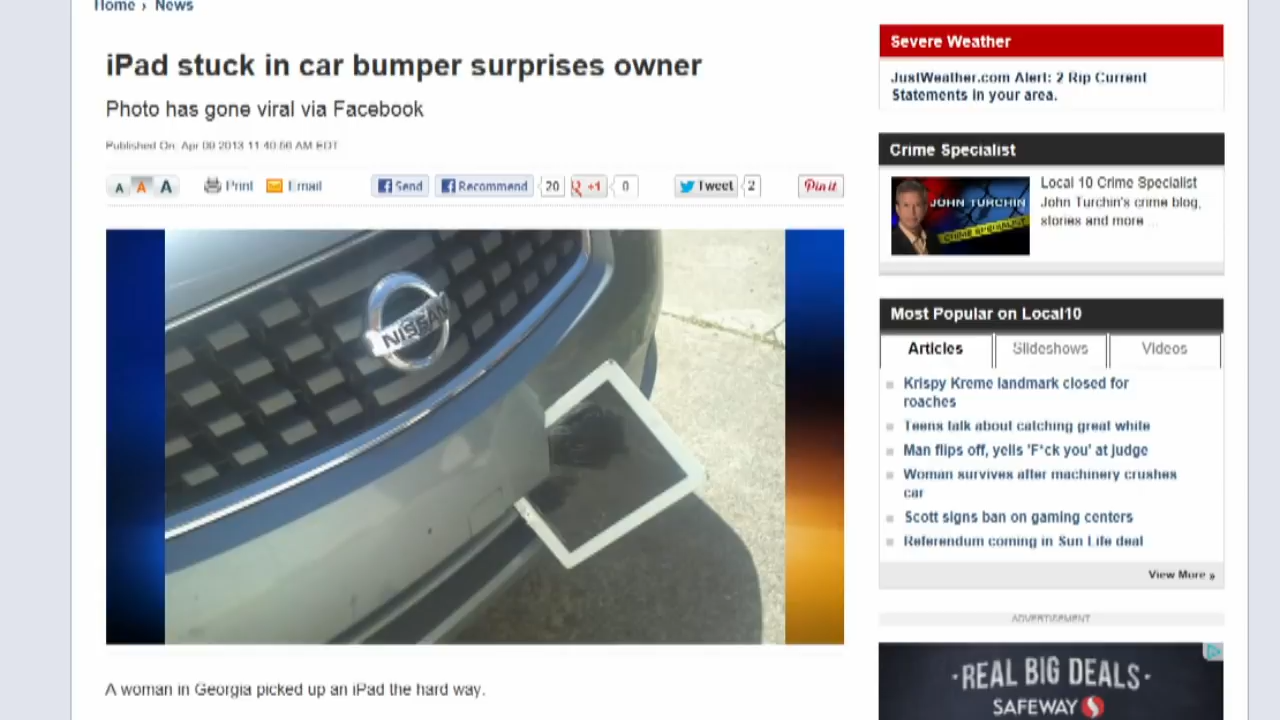 Home › News
iPad stuck in car bumper surprises owner
Photo has gone viral via Facebook
Published On: Apr 09 2013 11:40:56 AM EDT
A A A Print Email Send Recommend 20 +1 0 Tweet 2 Pin it
NISSAN
A woman in Georgia picked up an iPad the hard way.
Severe Weather
JustWeather.com Alert: 2 Rip Current
Statements in your area.
Crime Specialist
JOHN TURCHIN
CRIME SPECIALIST
Local 10 Crime Specialist
John Turchin's crime blog,
stories and more ...
Most Popular on Local10
Articles Slideshows Videos
Krispy Kreme landmark closed for
roaches
Teens talk about catching great white
Man flips off, yells 'F*ck you' at judge
Woman survives after machinery crushes
car
Scott signs ban on gaming centers
Referendum coming in Sun Life deal
View More »
ADVERTISEMENT
·REAL BIG DEALS·
SAFEWAY